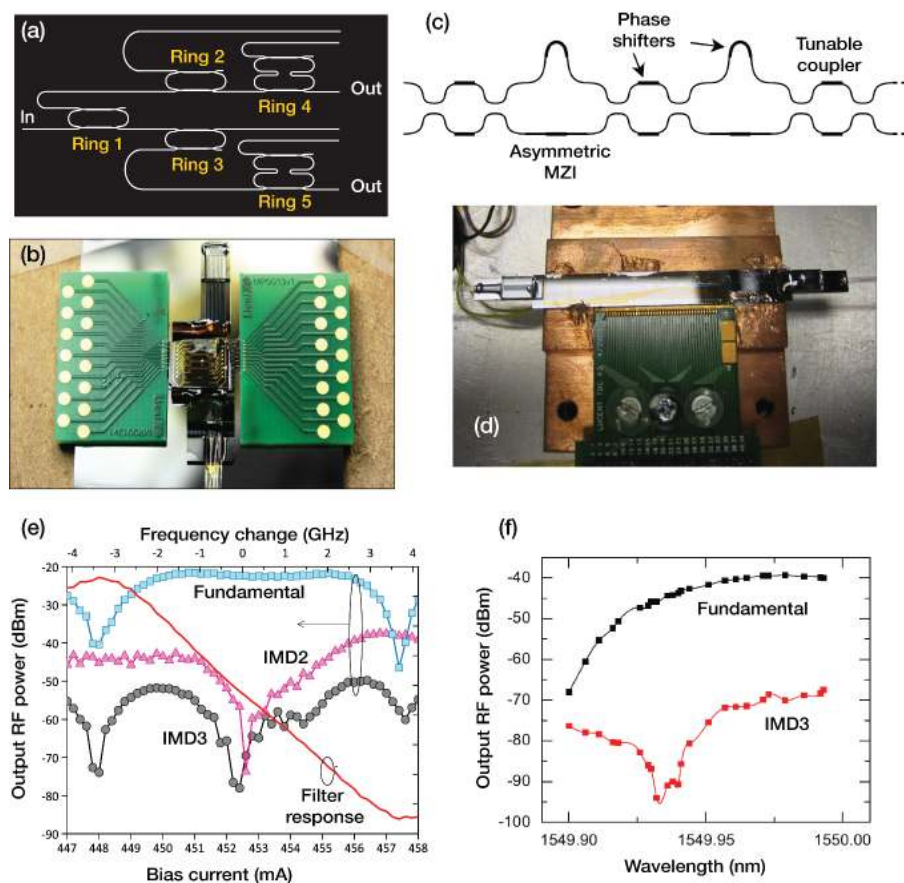 (a)
Ring 2
In
Out
Ring 4
Ring 1
Ring 3
Ring 5
Out
(c)
Phase
shifters
Tunable
coupler
Asymmetric
MZI
(b)
(d)
(e)
Frequency change (GHz)
-4 -3 -2 -1 0 1 2 3 4
-20
-30
-40
-50
-60
-70
-80
-90
Output RF power (dBm)
Fundamental
IMD2
IMD3
Filter
response
447 448 449 450 451 452 453 454 455 456 457 458
Bias current (mA)
(f)
-40
-50
-60
-70
-80
-90
-100
Output RF power (dBm)
Fundamental
IMD3
1549.90 1549.95 1550.00
Wavelength (nm)